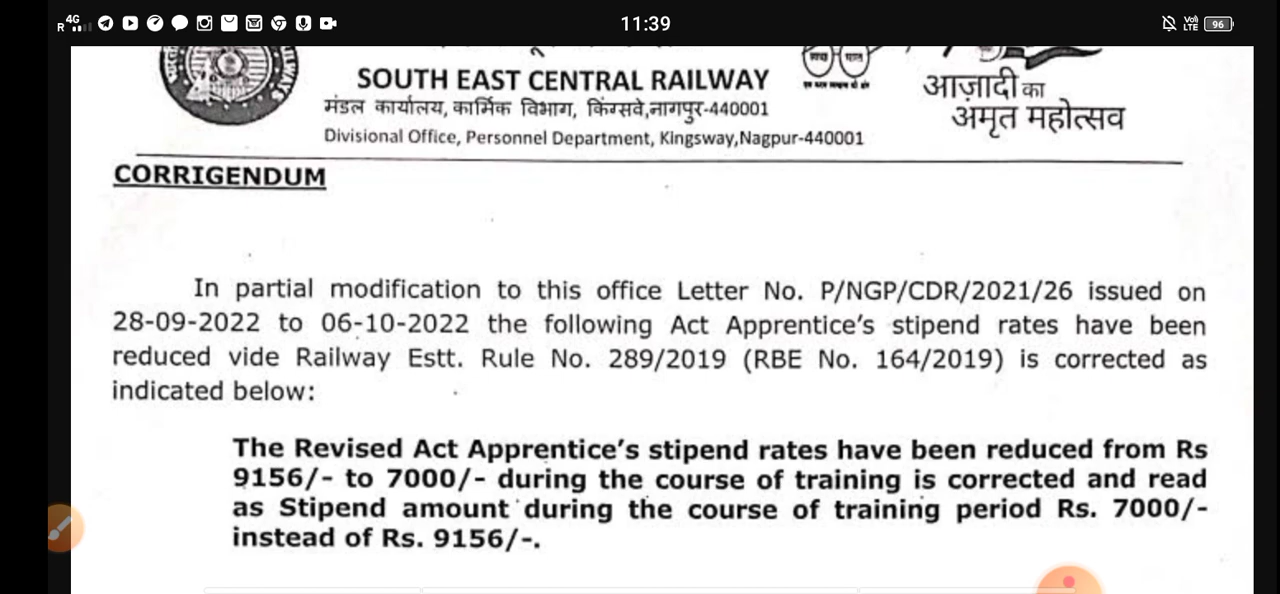 R 4G 11:39 Vo) LTE 96
SOUTH EAST CENTRAL RAILWAY
मंडल कार्यालय, कार्मिक विभाग, किंग्सवे,नागपुर-440001
Divisional Office, Personnel Department, Kingsway,Nagpur-440001
आज़ादी का
अमृत महोत्सव
CORRIGENDUM
In partial modification to this office Letter No. P/NGP/CDR/2021/26 issued on
28-09-2022 to 06-10-2022 the following Act Apprentice's stipend rates have been
reduced vide Railway Estt. Rule No. 289/2019 (RBE No. 164/2019) is corrected as
indicated below:
The Revised Act Apprentice's stipend rates have been reduced from Rs
9156/- to 7000/- during the course of training is corrected and read
as Stipend amount during the course of training period Rs. 7000/-
instead of Rs. 9156/-.